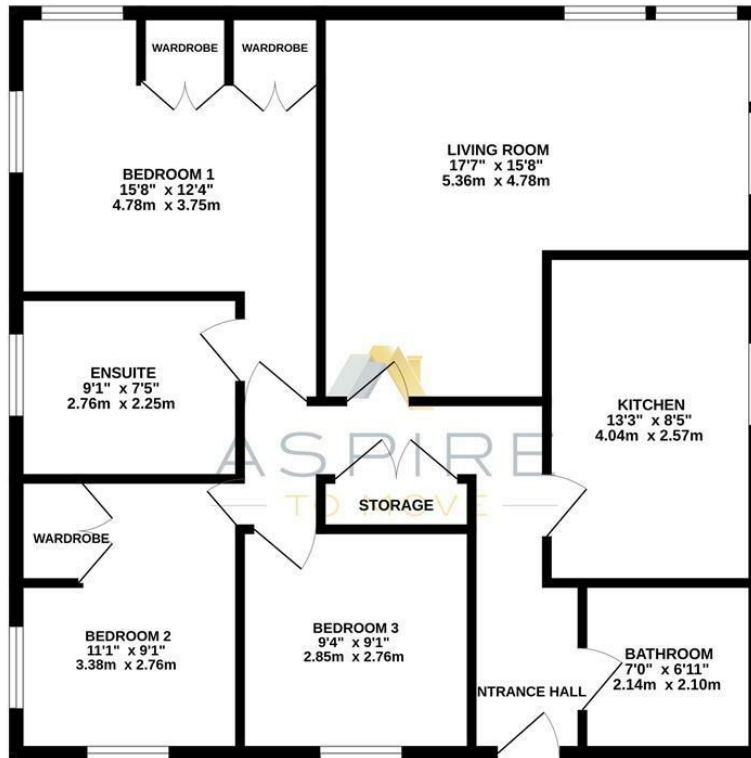 WARDROBE
WARDROBE
BEDROOM 1
15'8" x 12'4"
4.78m x 3.75m
LIVING ROOM
17'7" x 15'8"
5.36m x 4.78m
ENSUITE
9'1" x 7'5"
2.76m x 2.25m
KITCHEN
13'3" x 8'5"
4.04m x 2.57m
ASPIRE
TO MOVE
STORAGE
WARDROBE
BEDROOM 2
11'1" x 9'1"
3.38m x 2.76m
BEDROOM 3
9'4" x 9'1"
2.85m x 2.76m
BATHROOM
7'0" x 6'11"
2.14m x 2.10m
NTRANCE HALL